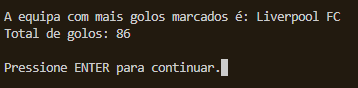 A equipa com mais golos marcados é: Liverpool FC
Total de golos: 86
Pressione ENTER para continuar.